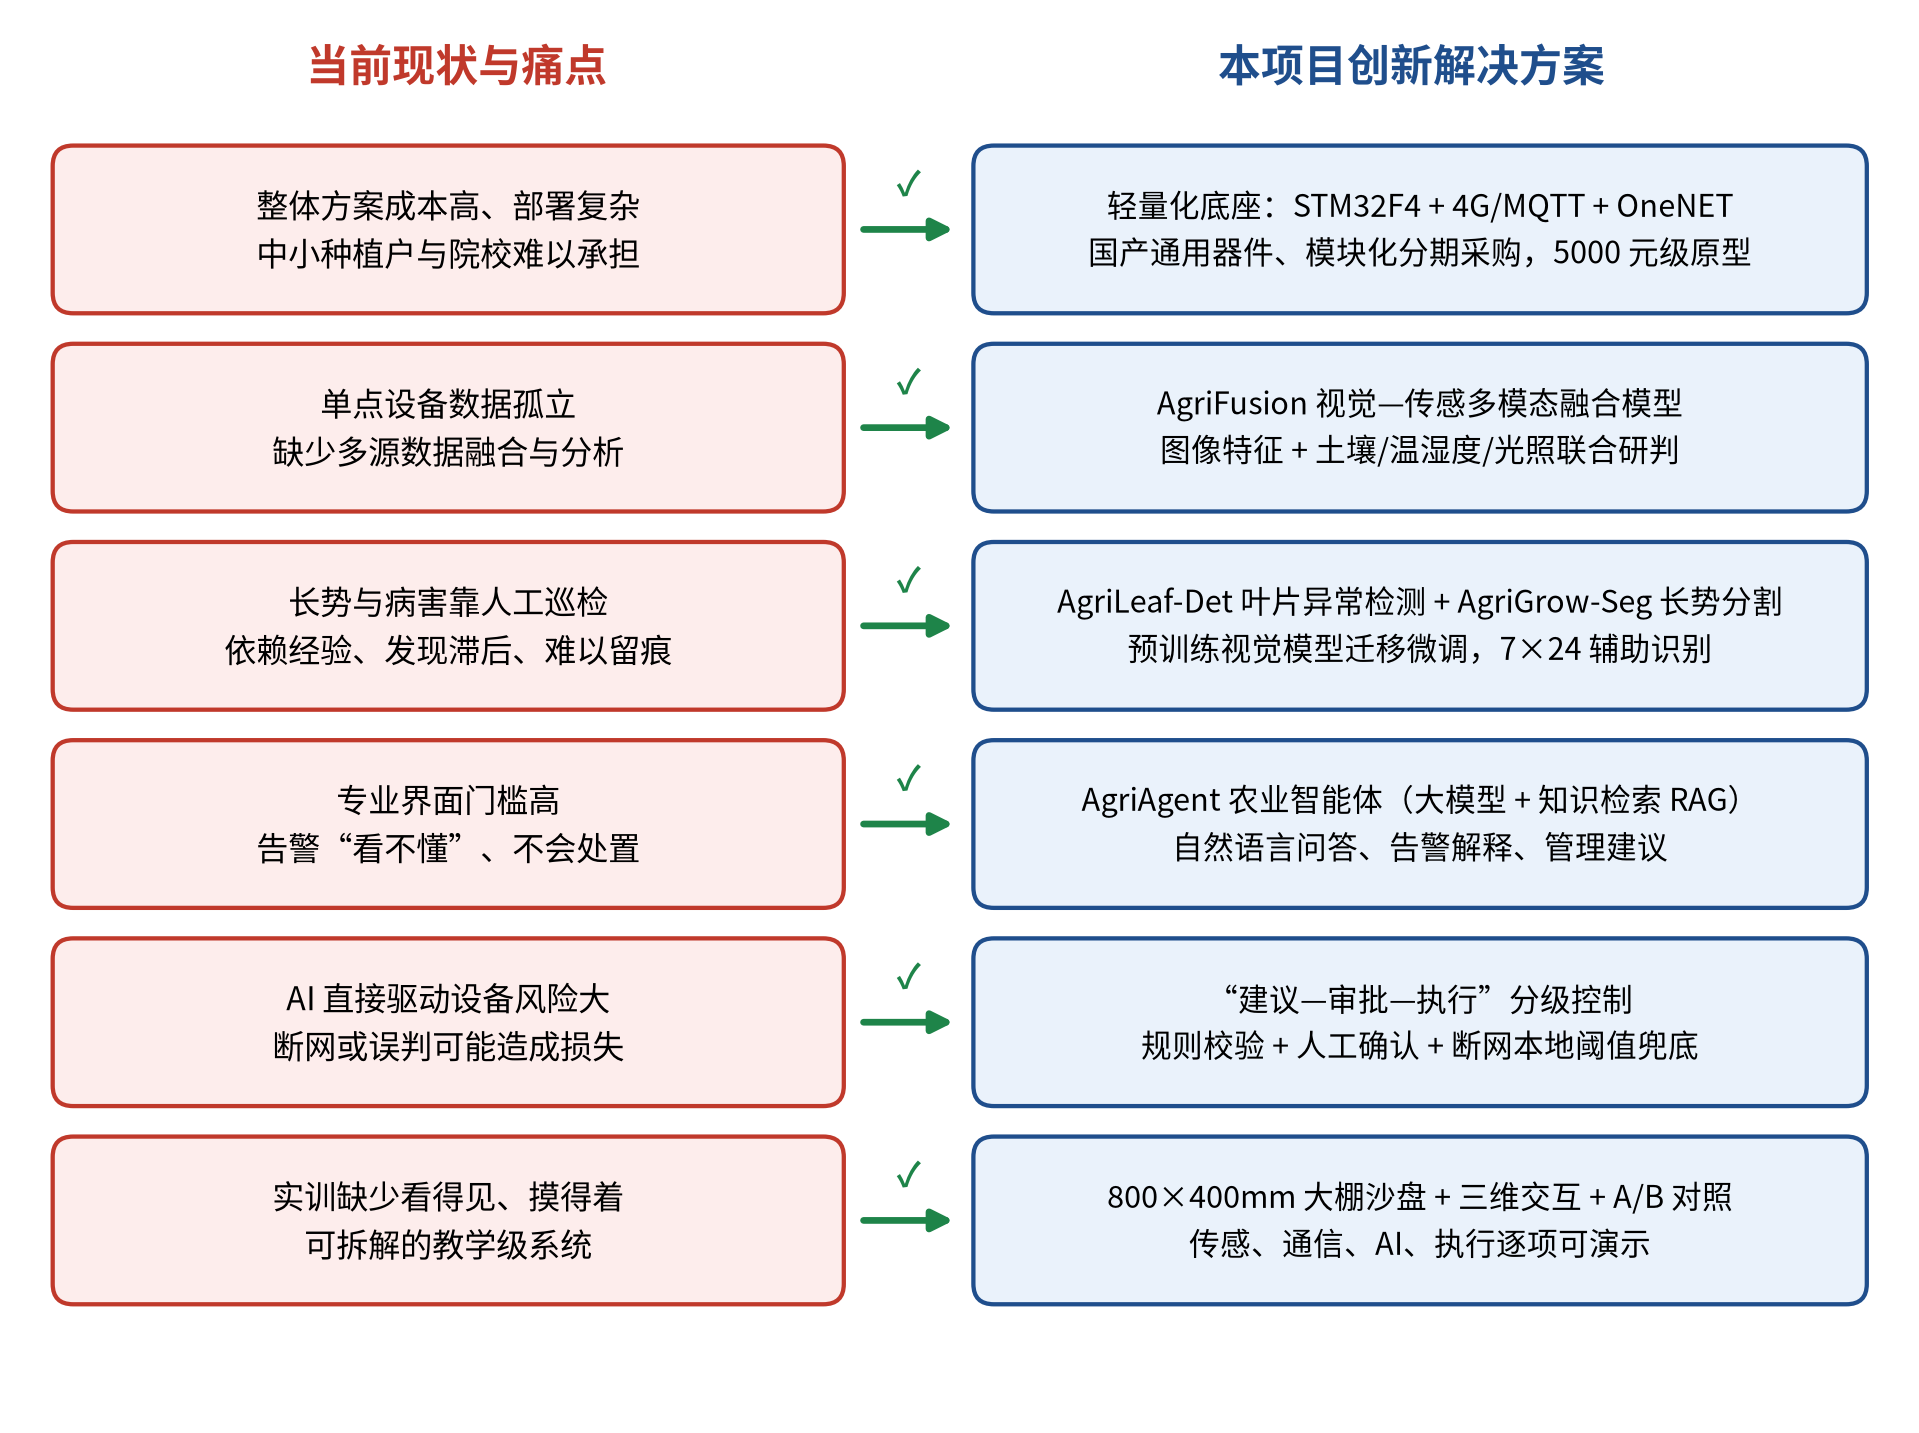 当前现状与痛点
本项目创新解决方案
整体方案成本高、部署复杂
中小种植户与院校难以承担
✓
轻量化底座：STM32F4 + 4G/MQTT + OneNET
国产通用器件、模块化分期采购，5000 元级原型
单点设备数据孤立
缺少多源数据融合与分析
✓
AgriFusion 视觉—传感多模态融合模型
图像特征 + 土壤/温湿度/光照联合研判
长势与病害靠人工巡检
依赖经验、发现滞后、难以留痕
✓
AgriLeaf-Det 叶片异常检测 + AgriGrow-Seg 长势分割
预训练视觉模型迁移微调，7×24 辅助识别
专业界面门槛高
告警“看不懂”、不会处置
✓
AgriAgent 农业智能体（大模型 + 知识检索 RAG）
自然语言问答、告警解释、管理建议
AI 直接驱动设备风险大
断网或误判可能造成损失
✓
“建议—审批—执行”分级控制
规则校验 + 人工确认 + 断网本地阈值兜底
实训缺少看得见、摸得着
可拆解的教学级系统
✓
800×400mm 大棚沙盘 + 三维交互 + A/B 对照
传感、通信、AI、执行逐项可演示